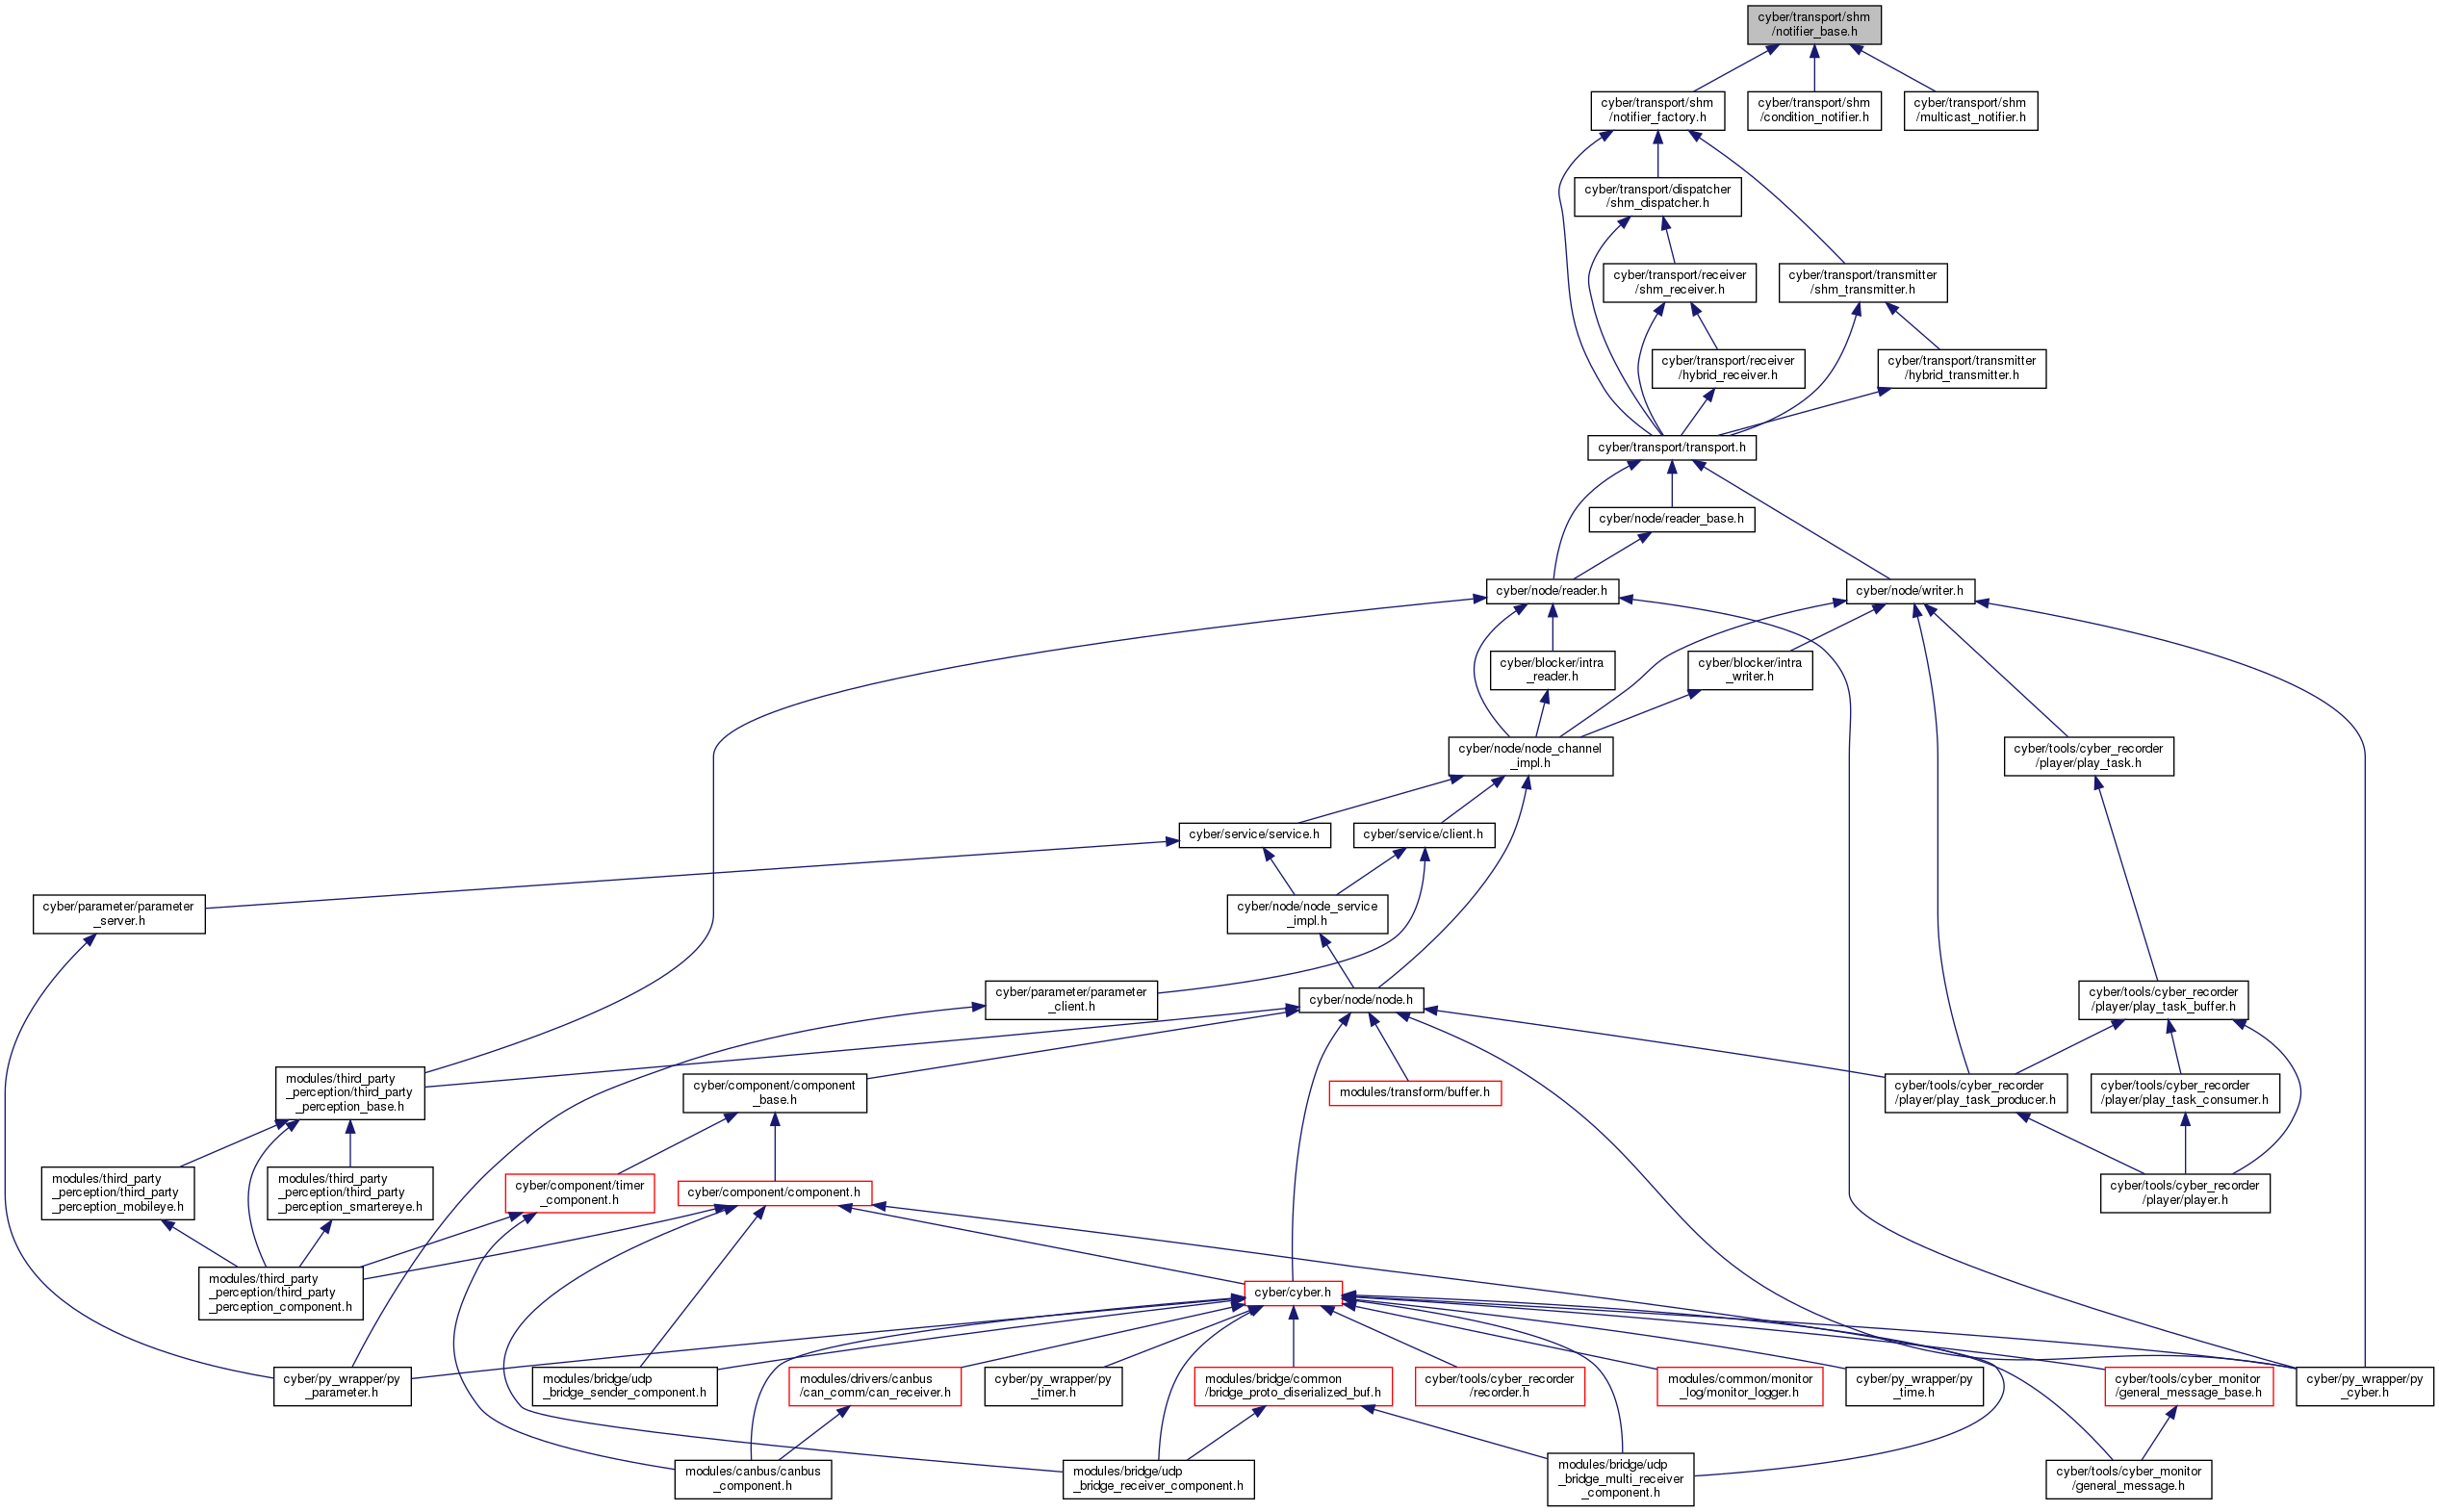 cyber/transport/shm
/notifier_base.h
cyber/transport/shm
/notifier_factory.h
cyber/transport/shm
/condition_notifier.h
cyber/transport/shm
/multicast_notifier.h
cyber/transport/dispatcher
/shm_dispatcher.h
cyber/transport/receiver
/shm_receiver.h
cyber/transport/transmitter
/shm_transmitter.h
cyber/transport/receiver
/hybrid_receiver.h
cyber/transport/transmitter
/hybrid_transmitter.h
cyber/transport/transport.h
cyber/node/reader_base.h
cyber/node/reader.h
cyber/node/writer.h
cyber/blocker/intra
_reader.h
cyber/blocker/intra
_writer.h
cyber/node/node_channel
_impl.h
cyber/tools/cyber_recorder
/player/play_task.h
cyber/service/service.h
cyber/service/client.h
cyber/parameter/parameter
_server.h
cyber/node/node_service
_impl.h
cyber/parameter/parameter
_client.h
cyber/node/node.h
cyber/tools/cyber_recorder
/player/play_task_buffer.h
modules/third_party
_perception/third_party
_perception_base.h
cyber/component/component
_base.h
modules/transform/buffer.h
cyber/tools/cyber_recorder
/player/play_task_producer.h
cyber/tools/cyber_recorder
/player/play_task_consumer.h
modules/third_party
_perception/third_party
_perception_mobileye.h
modules/third_party
_perception/third_party
_perception_smartereye.h
cyber/component/timer
_component.h
cyber/component/component.h
cyber/tools/cyber_recorder
/player/player.h
modules/third_party
_perception/third_party
_perception_component.h
cyber/cyber.h
cyber/py_wrapper/py
_parameter.h
modules/bridge/udp
_bridge_sender_component.h
modules/drivers/canbus
/can_comm/can_receiver.h
cyber/py_wrapper/py
_timer.h
modules/bridge/common
/bridge_proto_diserialized_buf.h
cyber/tools/cyber_recorder
/recorder.h
modules/common/monitor
_log/monitor_logger.h
cyber/py_wrapper/py
_time.h
cyber/tools/cyber_monitor
/general_message_base.h
cyber/py_wrapper/py
_cyber.h
modules/canbus/canbus
_component.h
modules/bridge/udp
_bridge_receiver_component.h
modules/bridge/udp
_bridge_multi_receiver
_component.h
cyber/tools/cyber_monitor
/general_message.h